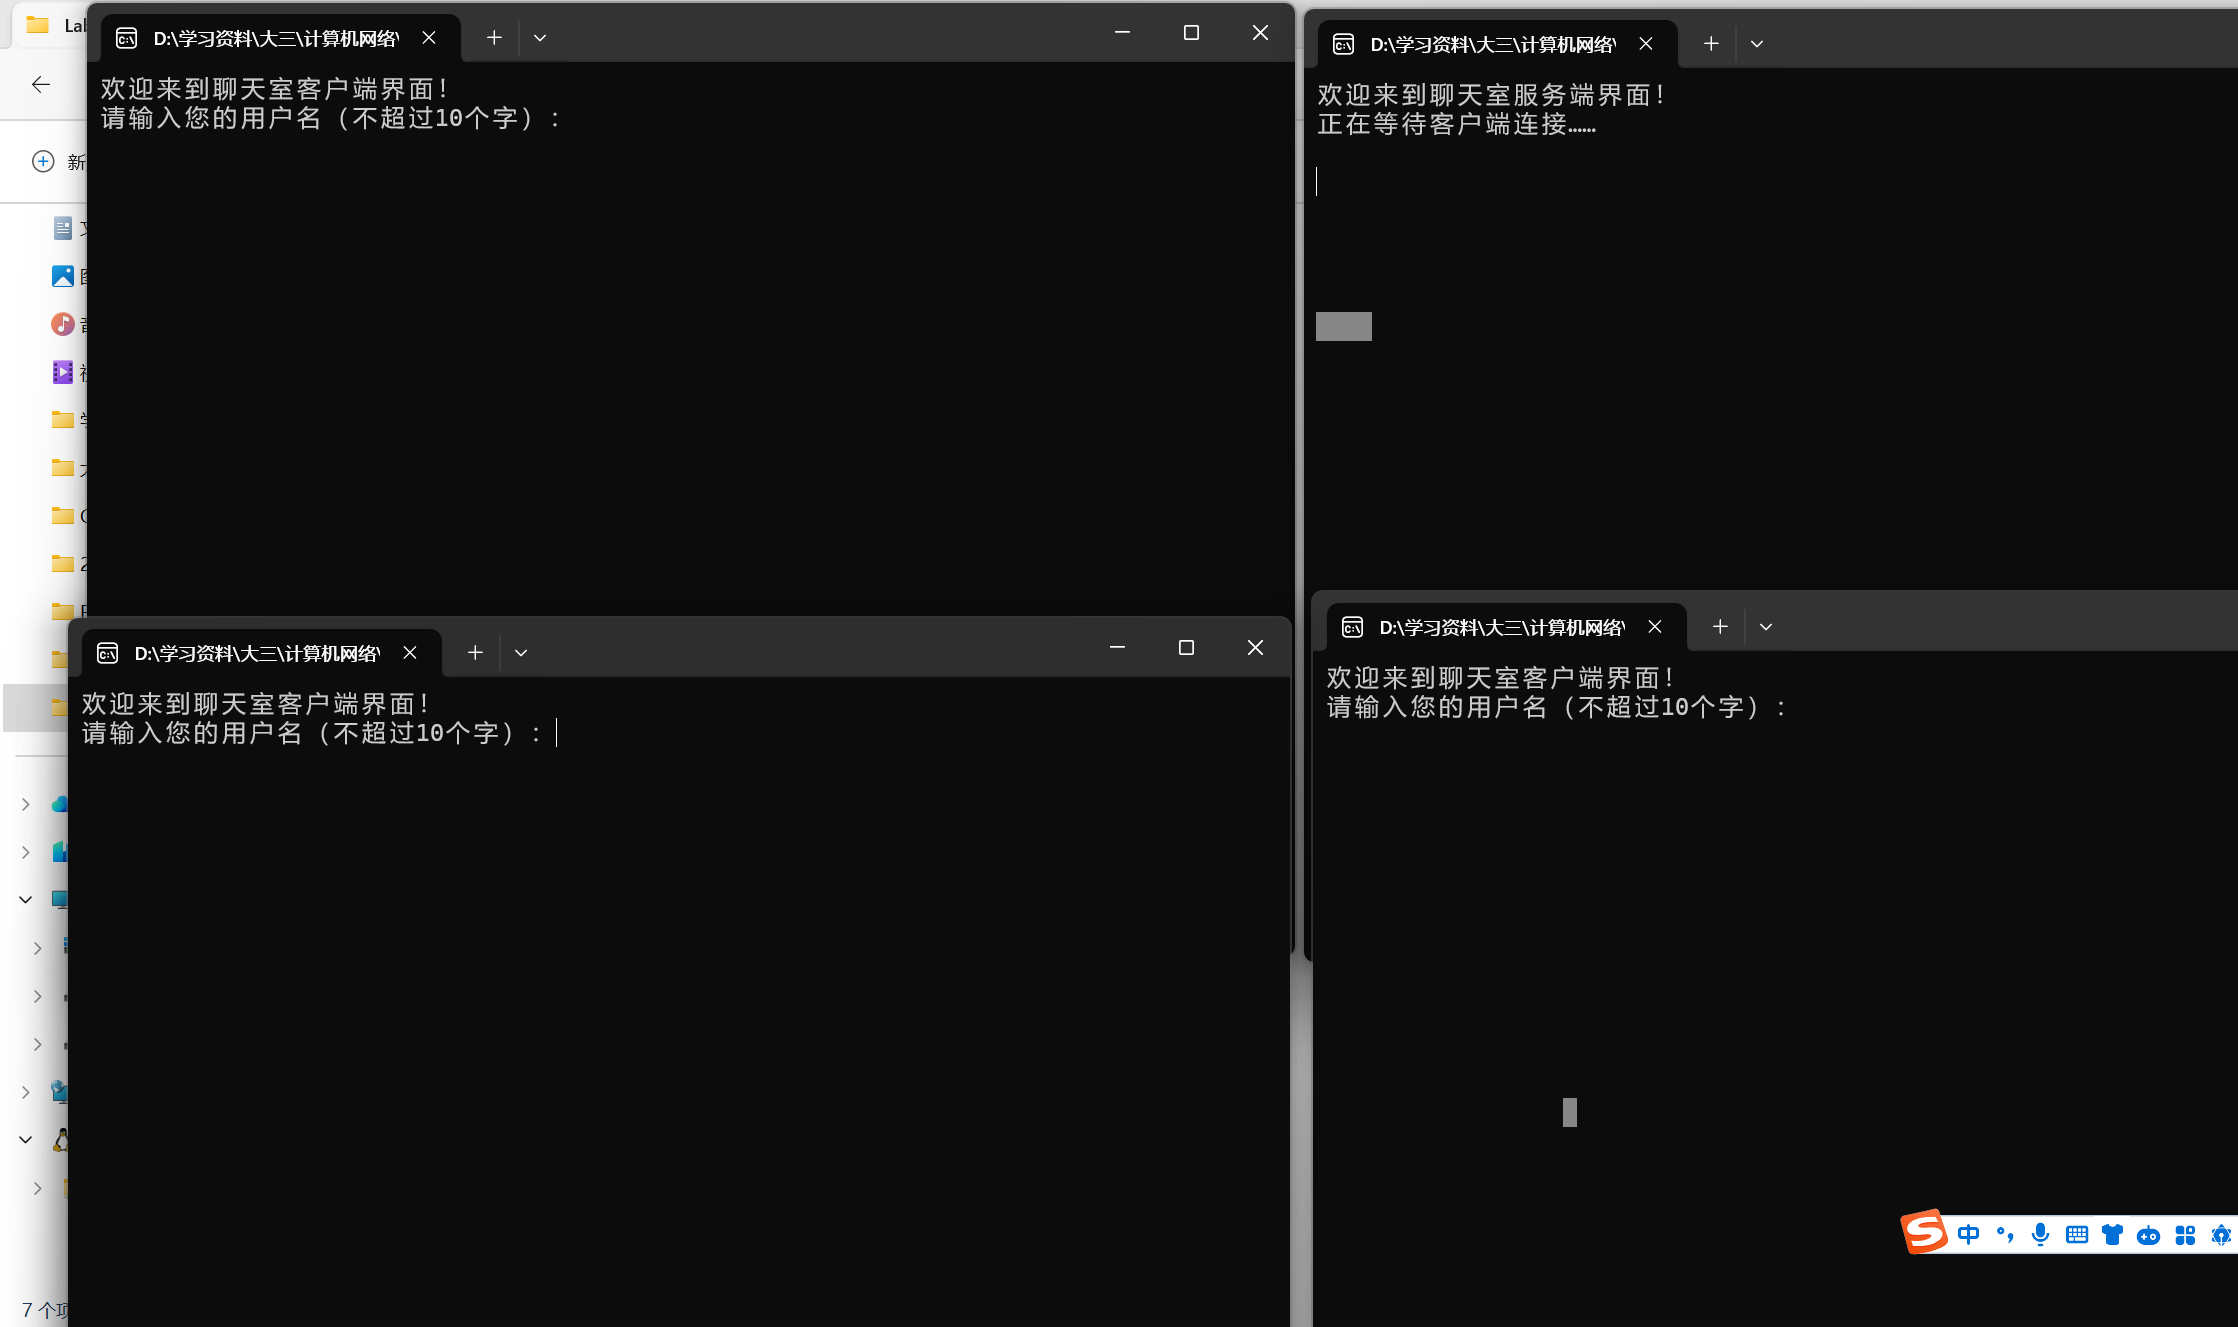 D:\学习资料\大三\计算机网络\
欢迎来到聊天室客户端界面！
请输入您的用户名（不超过10个字）：
D:\学习资料\大三\计算机网络\
欢迎来到聊天室服务端界面！
正在等待客户端连接……
D:\学习资料\大三\计算机网络\
欢迎来到聊天室客户端界面！
请输入您的用户名（不超过10个字）：
D:\学习资料\大三\计算机网络\
欢迎来到聊天室客户端界面！
请输入您的用户名（不超过10个字）：
中
7 个